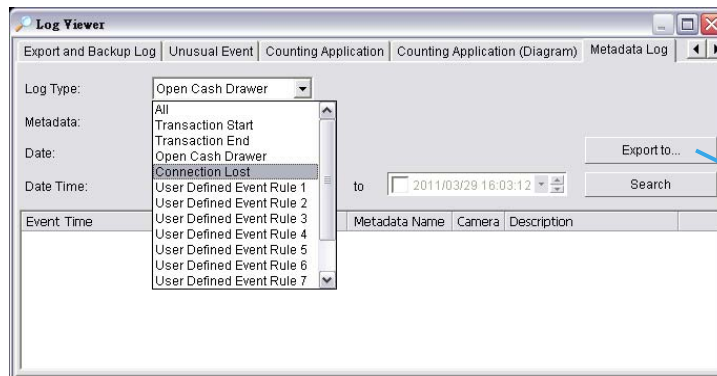 Log Viewer
Export and Backup Log Unusual Event Counting Application Counting Application (Diagram) Metadata Log
Log Type: Open Cash Drawer
All
Metadata: Transaction Start
Transaction End
Date: Open Cash Drawer Export to...
Connection Lost
Date Time: User Defined Event Rule 1 to 2011/03/29 16:03:12 Search
User Defined Event Rule 2
User Defined Event Rule 3
Event Time Metadata Name Camera Description
User Defined Event Rule 4
User Defined Event Rule 5
User Defined Event Rule 6
User Defined Event Rule 7